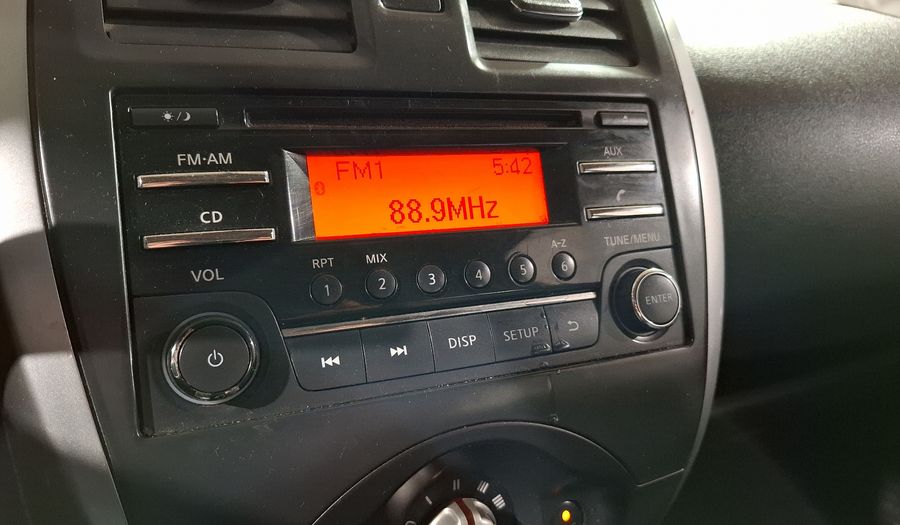 FM·AM
AUX
FM1 5:42
88.9MHz
CD
TUNE/MENU
VOL
RPT MIX A-Z
1 2 3 4 5 6
ENTER
DISP SETUP